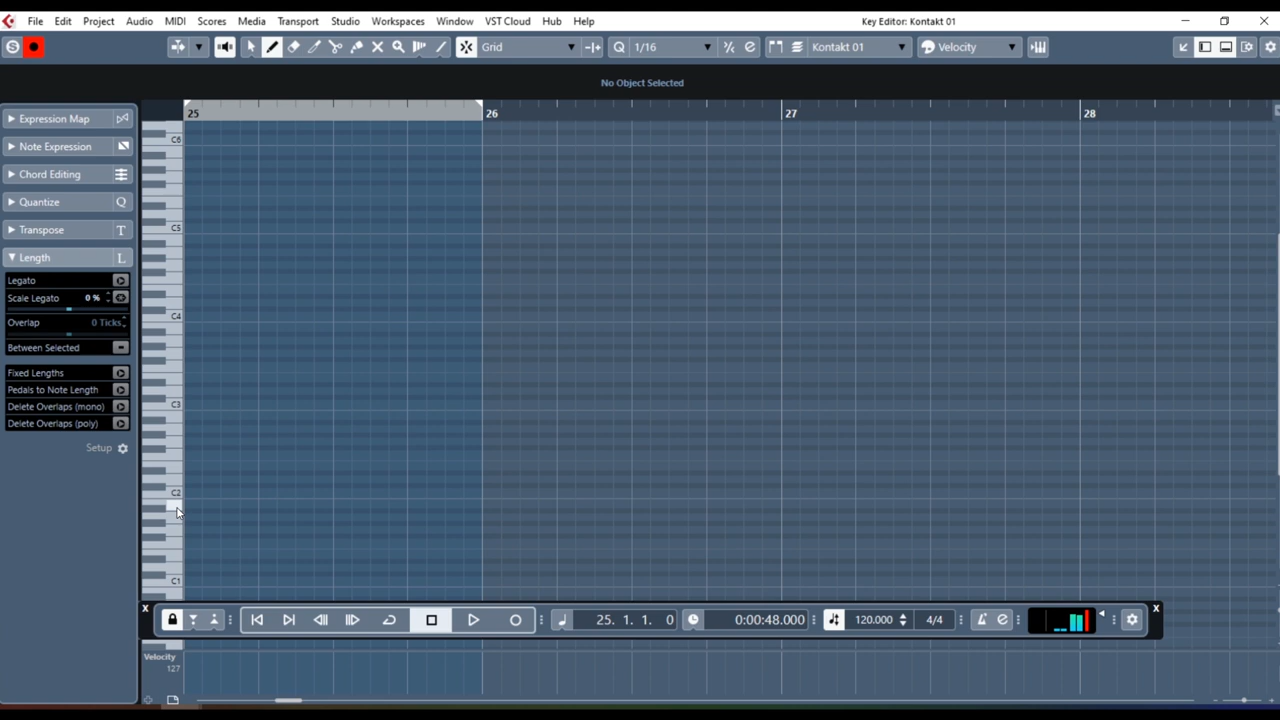 File Edit Project Audio MIDI Scores Media Transport Studio Workspaces Window VST Cloud Hub Help Key Editor: Kontakt 01
S Grid Q 1/16 Kontakt 01 Velocity
No Object Selected
25 26 27 28
Expression Map
Note Expression
Chord Editing
Quantize Q
Transpose T
Length L
Legato
Scale Legato 0 %
Overlap 0 Ticks
Between Selected
Fixed Lengths
Pedals to Note Length
Delete Overlaps (mono)
Delete Overlaps (poly)
Setup
C6
C5
C4
C3
C2
C1
x 25. 1. 1. 0 0:00:48.000 120.000 4/4 x
Velocity
127